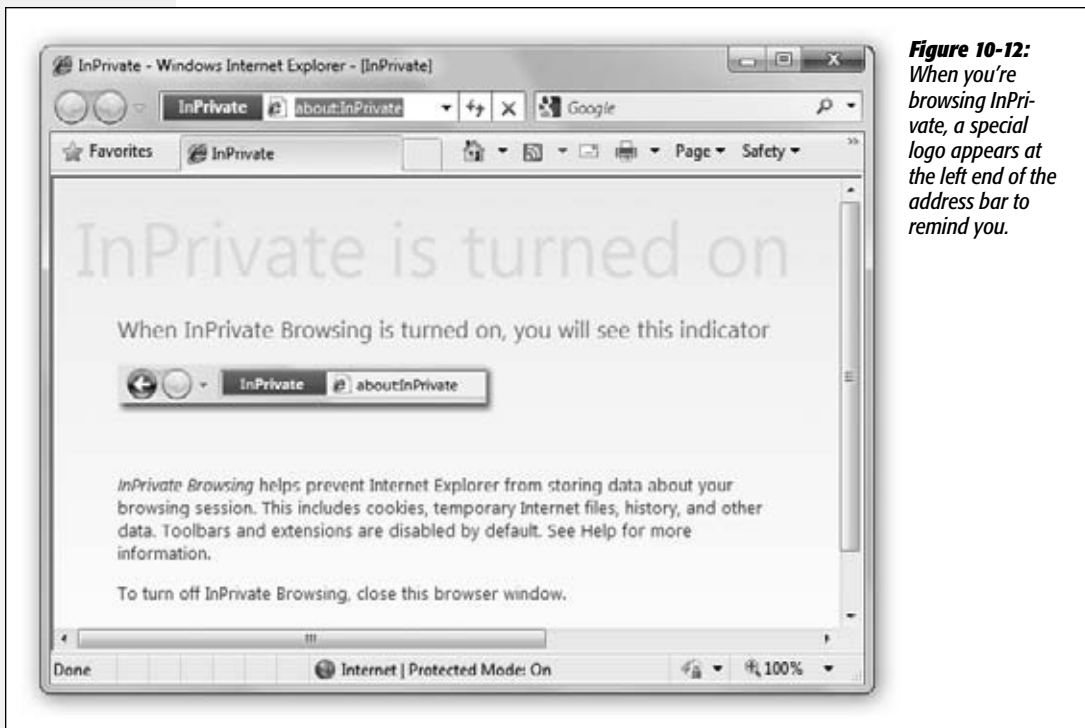 InPrivate - Windows Internet Explorer - [InPrivate]
InPrivate about:InPrivate Google
Favorites InPrivate Page Safety
InPrivate is turned on
When InPrivate Browsing is turned on, you will see this indicator
InPrivate about:InPrivate
InPrivate Browsing helps prevent Internet Explorer from storing data about your
browsing session. This includes cookies, temporary Internet files, history, and other
data. Toolbars and extensions are disabled by default. See Help for more
information.
To turn off InPrivate Browsing, close this browser window.
Done Internet | Protected Mode: On 100%
Figure 10-12:
When you're
browsing InPri-
vate, a special
logo appears at
the left end of the
address bar to
remind you.